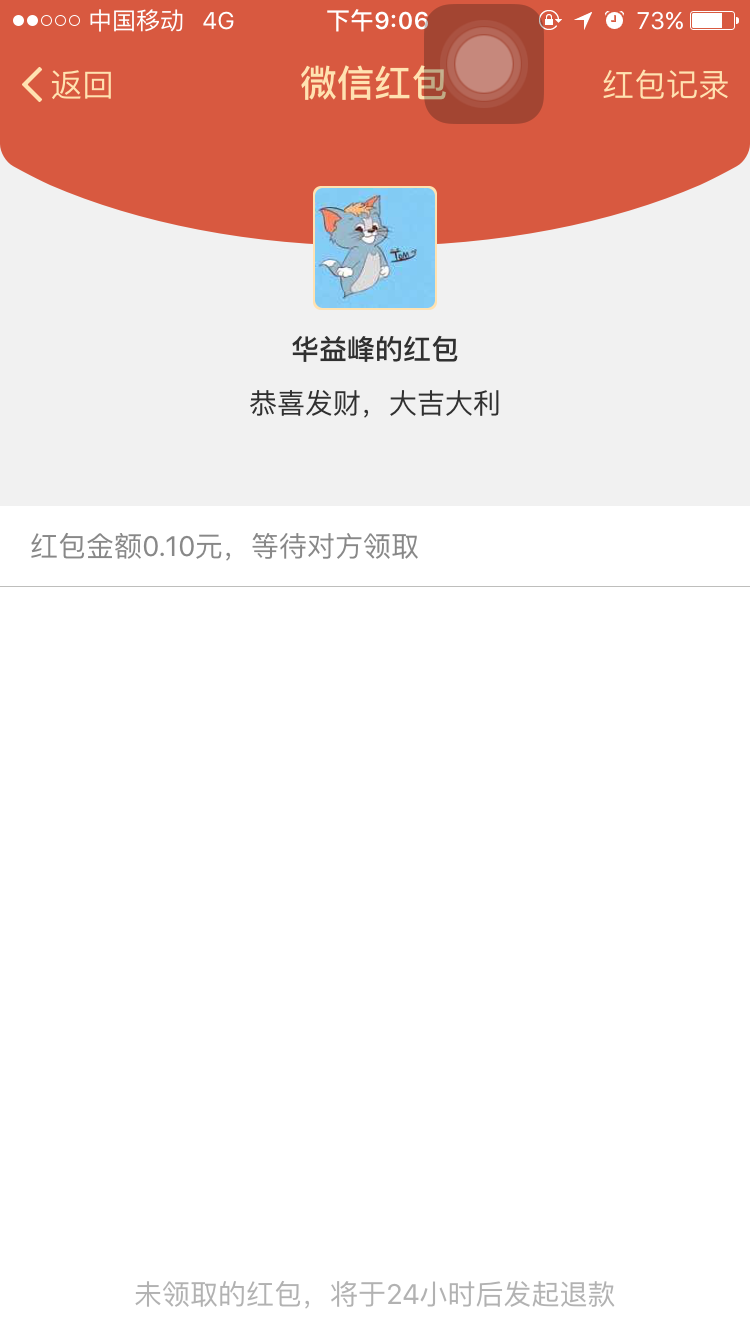 中国移动 4G 下午9:06 73%
返回 微信红包 红包记录
Tom
华益峰的红包
恭喜发财，大吉大利
红包金额0.10元，等待对方领取
未领取的红包，将于24小时后发起退款